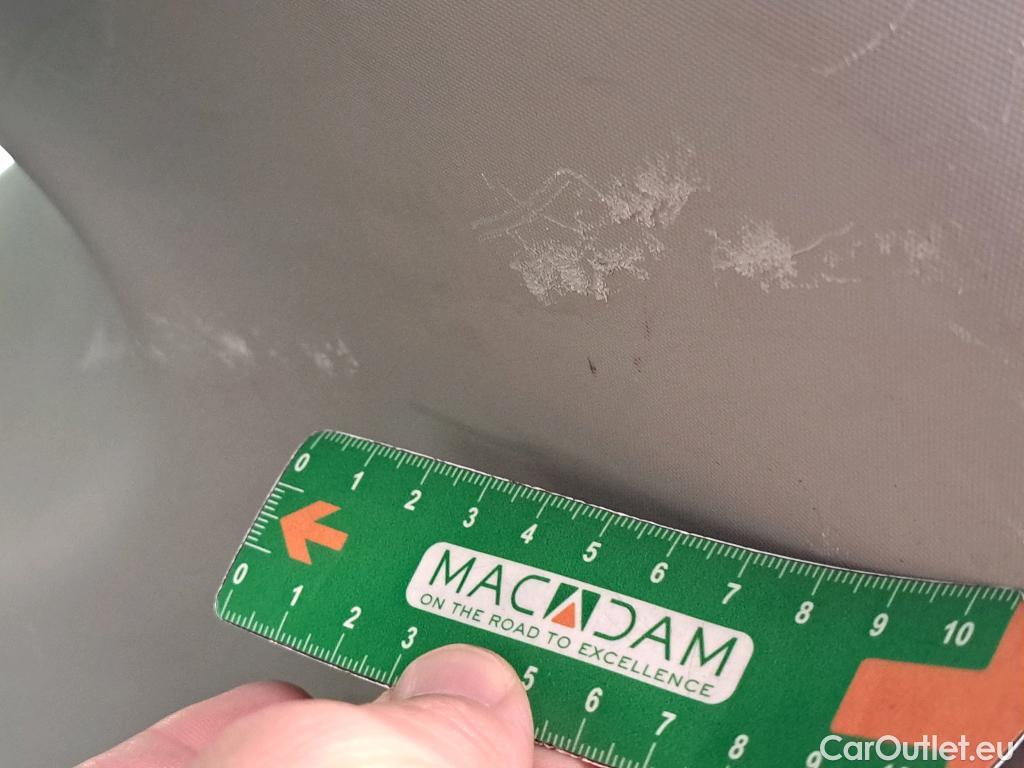 0 1 2 3 4 5 6 7 8 9 10
MACADAM
ON THE ROAD TO EXCELLENCE
0 1 2 3 5 6 7 8 9
CarOutlet.eu